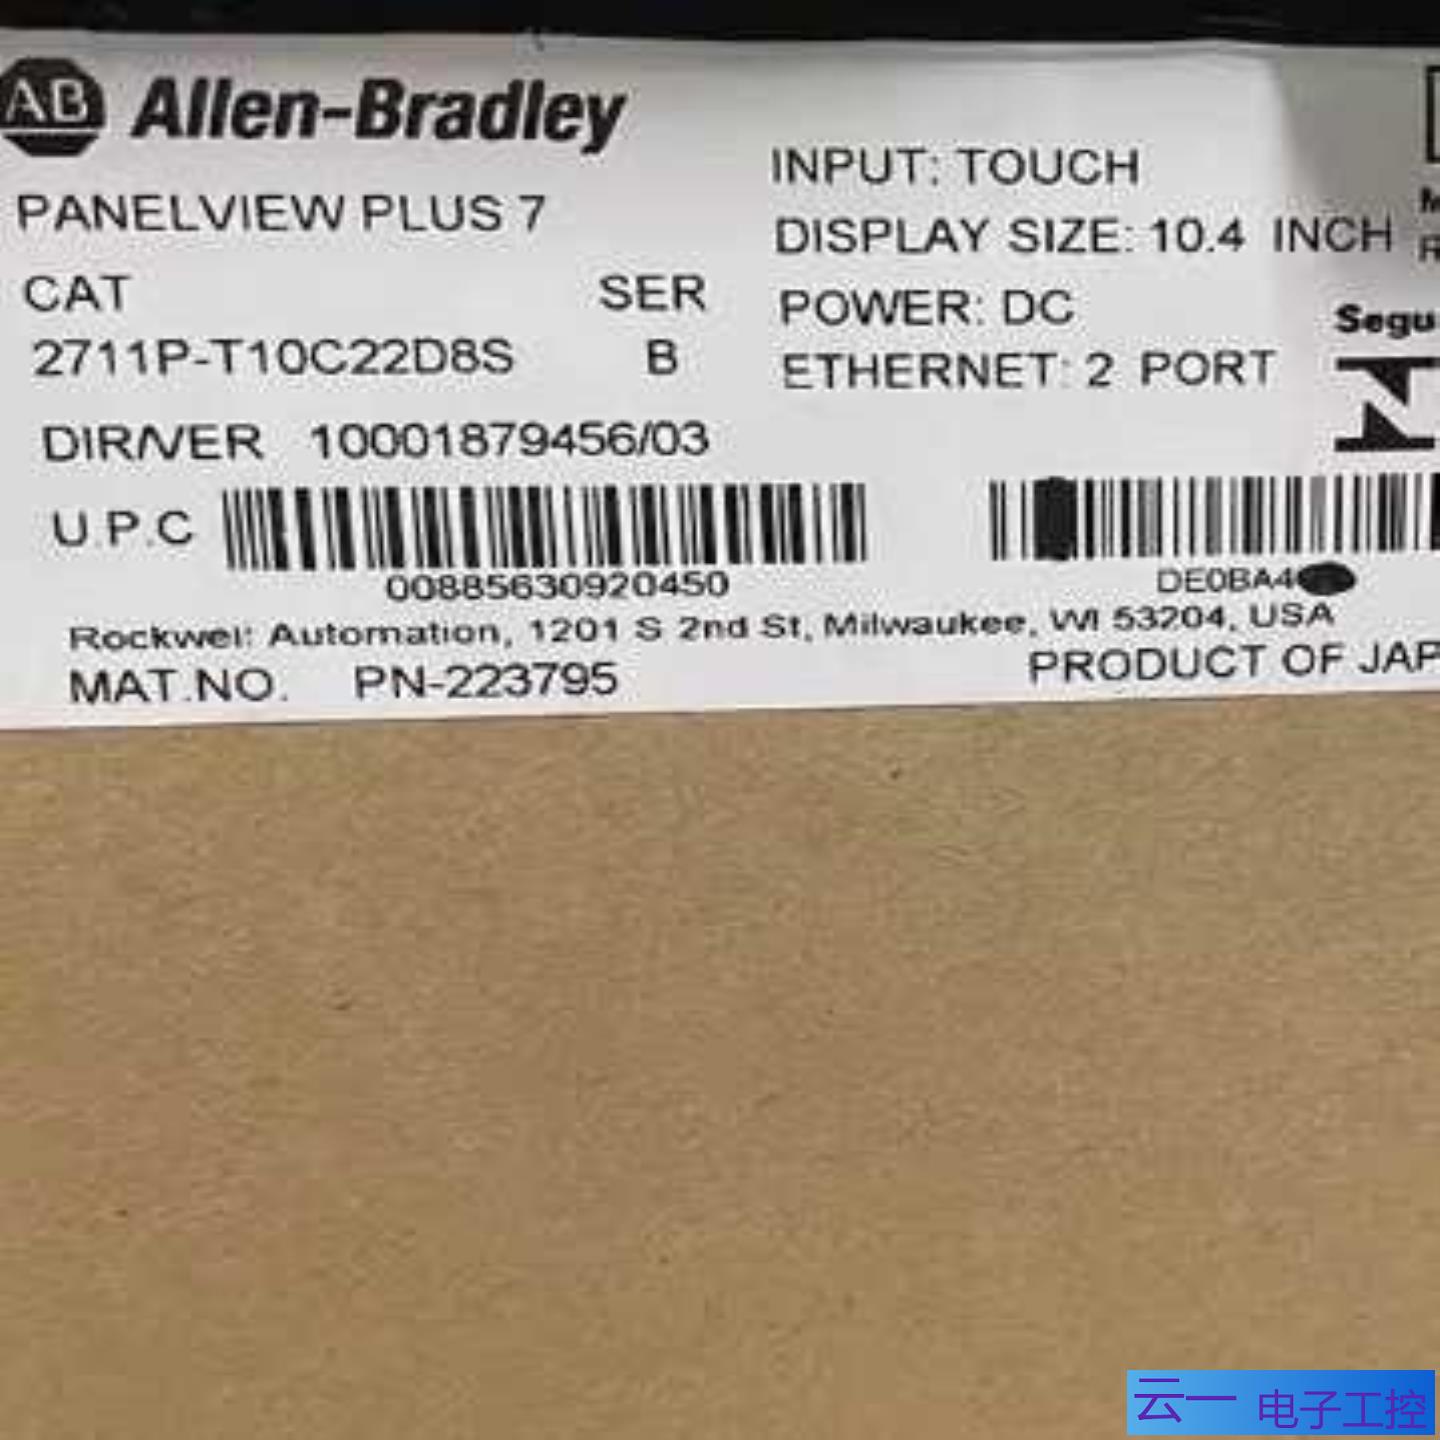 AB Allen-Bradley
PANELVIEW PLUS 7
CAT SER
2711P-T10C22D8S B
DIR/VER 10001879456/03
INPUT: TOUCH
DISPLAY SIZE: 10.4 INCH
POWER: DC
ETHERNET: 2 PORT
Segu
U.P.C
00885630920450
DE0BA4
Rockwell Automation, 1201 S 2nd St, Milwaukee, WI 53204, USA
MAT.NO. PN-223795
PRODUCT OF JAP
云一 电子工控